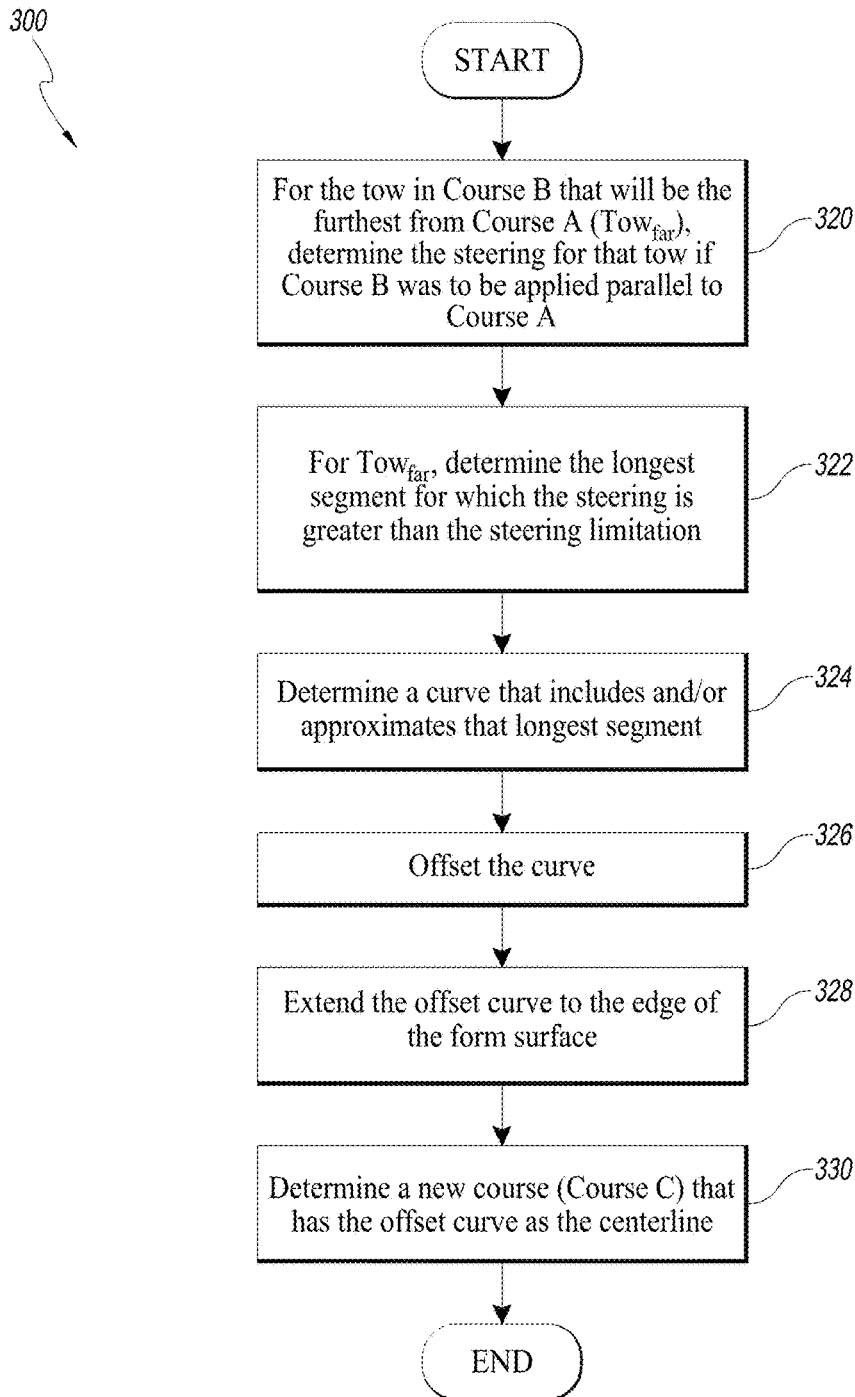 300
START
For the tow in Course B that will be the
furthest from Course A (Tow_far),
determine the steering for that tow if
Course B was to be applied parallel to
Course A
320
For Tow_far, determine the longest
segment for which the steering is
greater than the steering limitation
322
Determine a curve that includes and/or
approximates that longest segment
324
Offset the curve
326
Extend the offset curve to the edge of
the form surface
328
Determine a new course (Course C) that
has the offset curve as the centerline
330
END